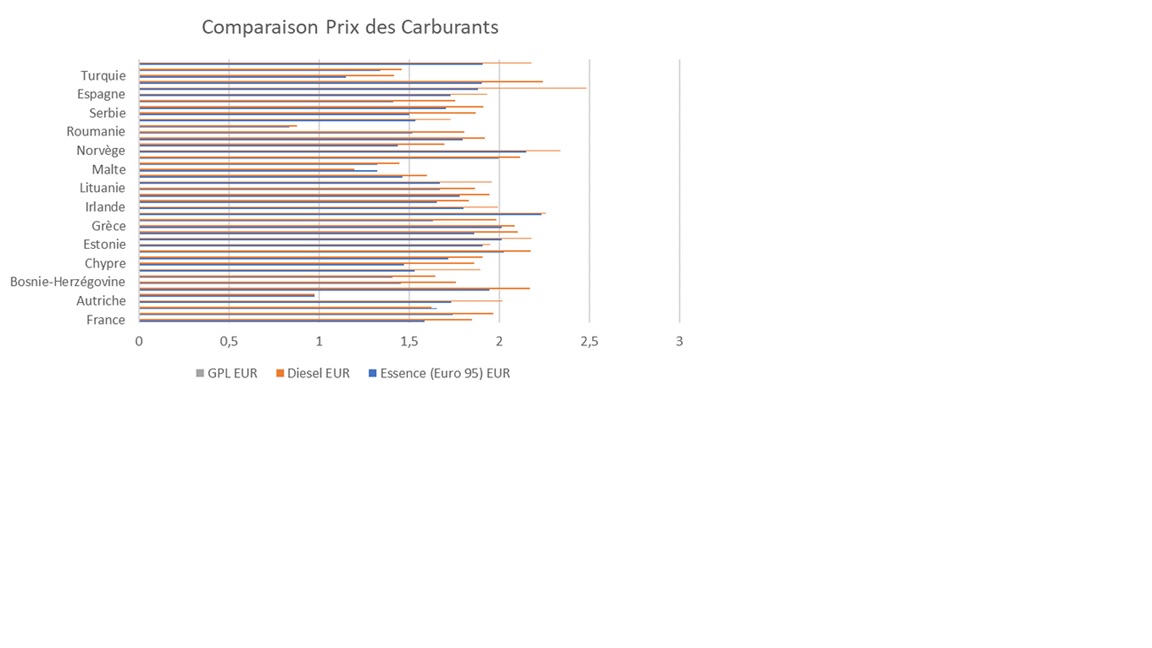 Comparaison Prix des Carburants
Turquie
Espagne
Serbie
Roumanie
Norvège
Malte
Lituanie
Irlande
Grèce
Estonie
Chypre
Bosnie-Herzégovine
Autriche
France
0 0,5 1 1,5 2 2,5 3
GPL EUR Diesel EUR Essence (Euro 95) EUR